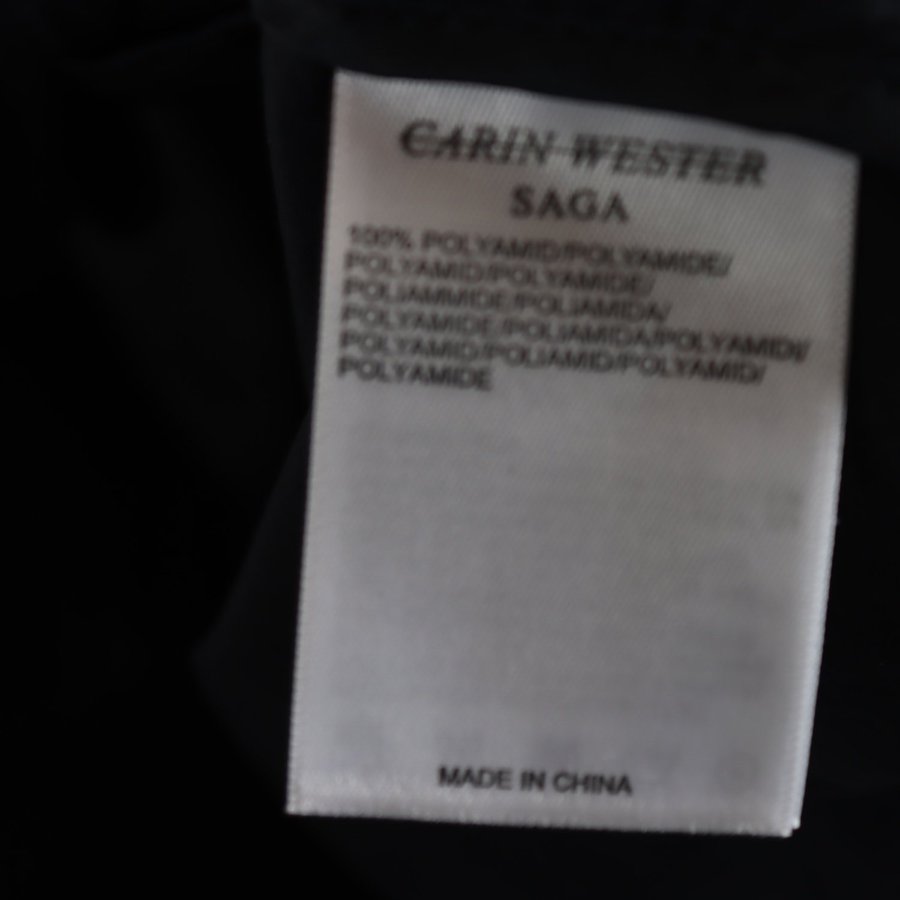 CARIN WESTER
SAGA
100% POLYAMID/POLYAMIDE/
POLYAMID/POLYAMIDE/
POLIAMMIDE/POLIAMIDA/
POLYAMIDE/POLIAMIDA/POLYAMIDI/
POLYAMID/POLIAMID/POLYAMID/
POLYAMIDE
MADE IN CHINA